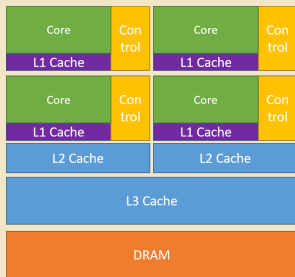 Core
Con
trol
Core
Con
trol
L1 Cache
L1 Cache
Core
Con
trol
Core
Con
trol
L1 Cache
L1 Cache
L2 Cache
L2 Cache
L3 Cache
DRAM